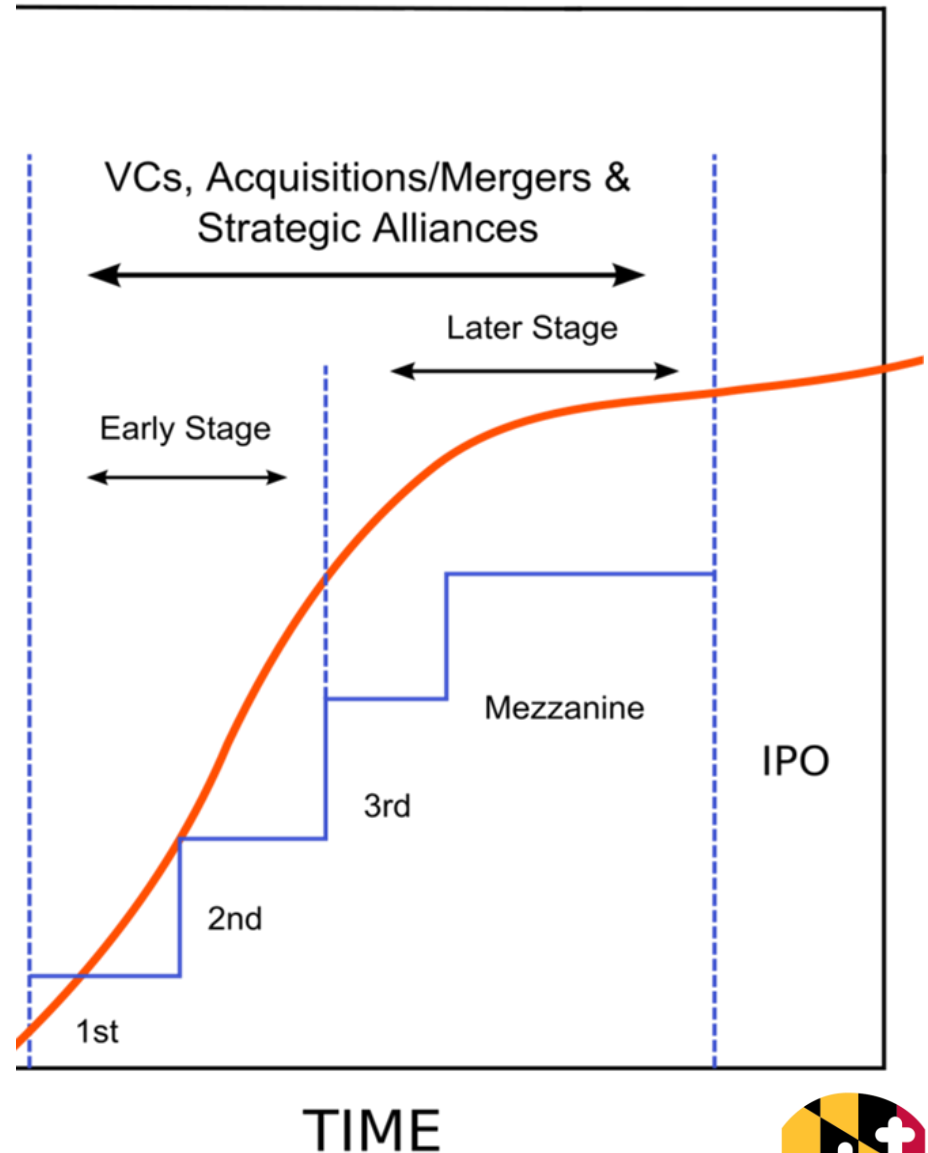 VCs, Acquisitions/Mergers &
Strategic Alliances
Later Stage
Early Stage
Mezzanine
IPO
3rd
2nd
1st
TIME